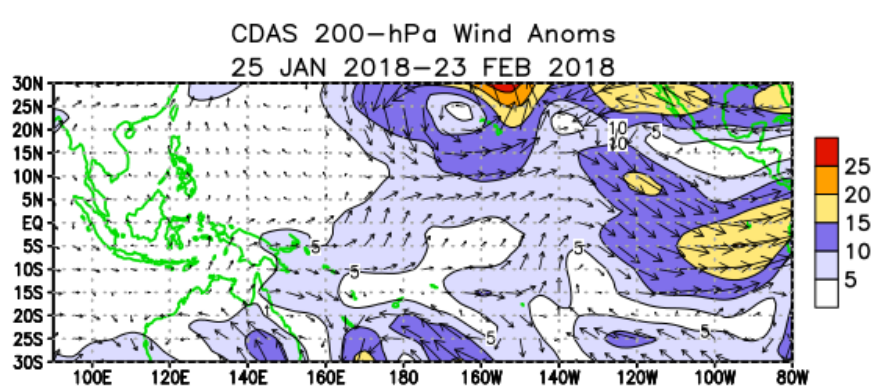 CDAS 200-hPa Wind Anoms
25 JAN 2018-23 FEB 2018
30N
25N
20N
15N
10N
5N
EQ
5S
10S
15S
20S
25S
30S
10
10
5
5
5
5
5
5
100E 120E 140E 160E 180 160W 140W 120W 100W 80W
25
20
15
10
5